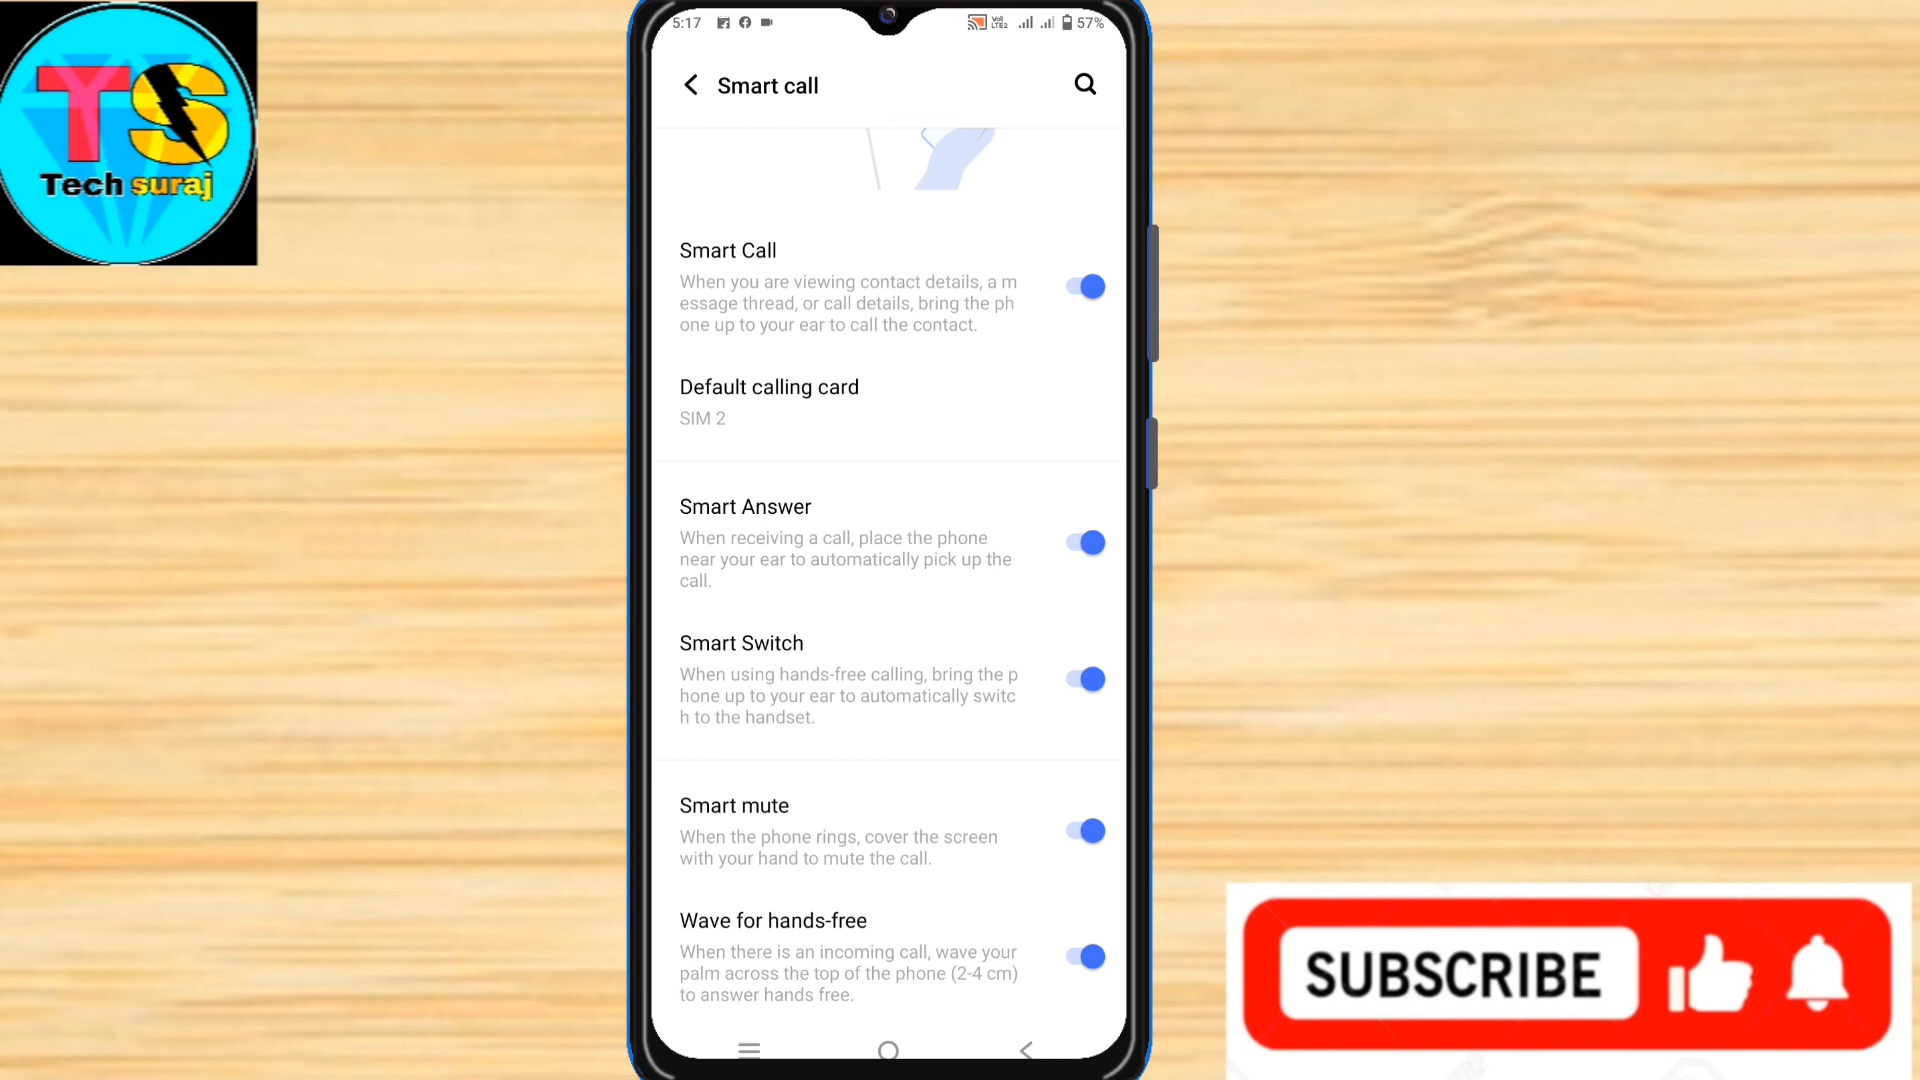 TS
Tech suraj
5:17
Vo)
LTE2
57%
Smart call
Smart Call
When you are viewing contact details, a m
essage thread, or call details, bring the ph
one up to your ear to call the contact.
Default calling card
SIM 2
Smart Answer
When receiving a call, place the phone
near your ear to automatically pick up the
call.
Smart Switch
When using hands-free calling, bring the p
hone up to your ear to automatically switc
h to the handset.
Smart mute
When the phone rings, cover the screen
with your hand to mute the call.
Wave for hands-free
When there is an incoming call, wave your
palm across the top of the phone (2-4 cm)
to answer hands free.
SUBSCRIBE